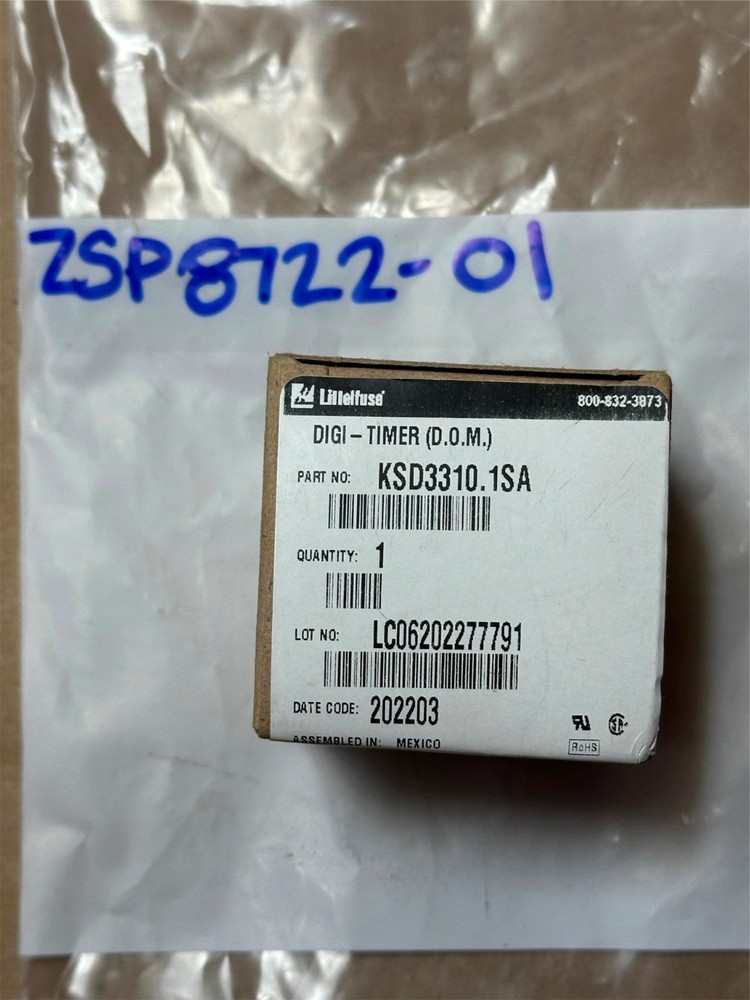 ZSP8722-01
Littelfuse® 800-832-3873
DIGI-TIMER (D.O.M.)
PART NO: KSD3310.1SA
QUANTITY: 1
LOT NO: LC06202277791
DATE CODE: 202203
ASSEMBLED IN: MEXICO
RoHS